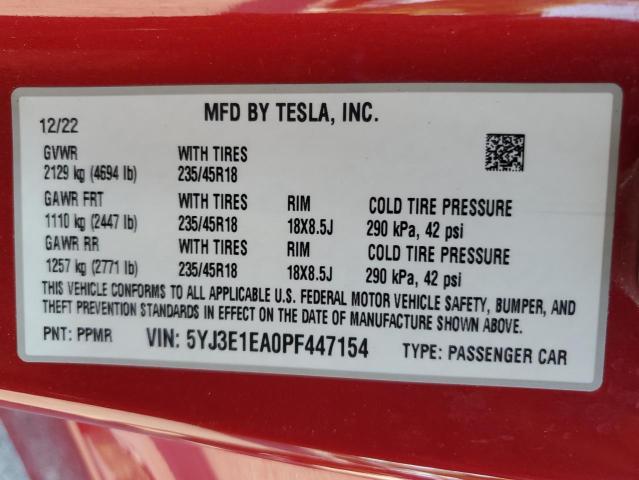 MFD BY TESLA, INC.
12/22
GVWR WITH TIRES
2129 kg (4694 lb) 235/45R18
GAWR FRT WITH TIRES RIM COLD TIRE PRESSURE
1110 kg (2447 lb) 235/45R18 18X8.5J 290 kPa, 42 psi
GAWR RR WITH TIRES RIM COLD TIRE PRESSURE
1257 kg (2771 lb) 235/45R18 18X8.5J 290 kPa, 42 psi
THIS VEHICLE CONFORMS TO ALL APPLICABLE U.S. FEDERAL MOTOR VEHICLE SAFETY, BUMPER, AND
THEFT PREVENTION STANDARDS IN EFFECT ON THE DATE OF MANUFACTURE SHOWN ABOVE.
PNT: PPMR VIN: 5YJ3E1EA0PF447154 TYPE: PASSENGER CAR